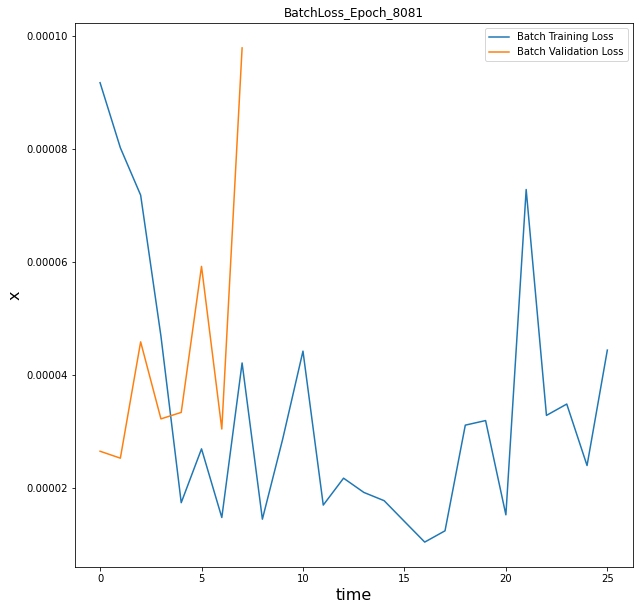 BatchLoss_Epoch_8081
Batch Training Loss
Batch Validation Loss
0.00010
0.00008
0.00006
0.00004
0.00002
x
0 5 10 15 20 25
time